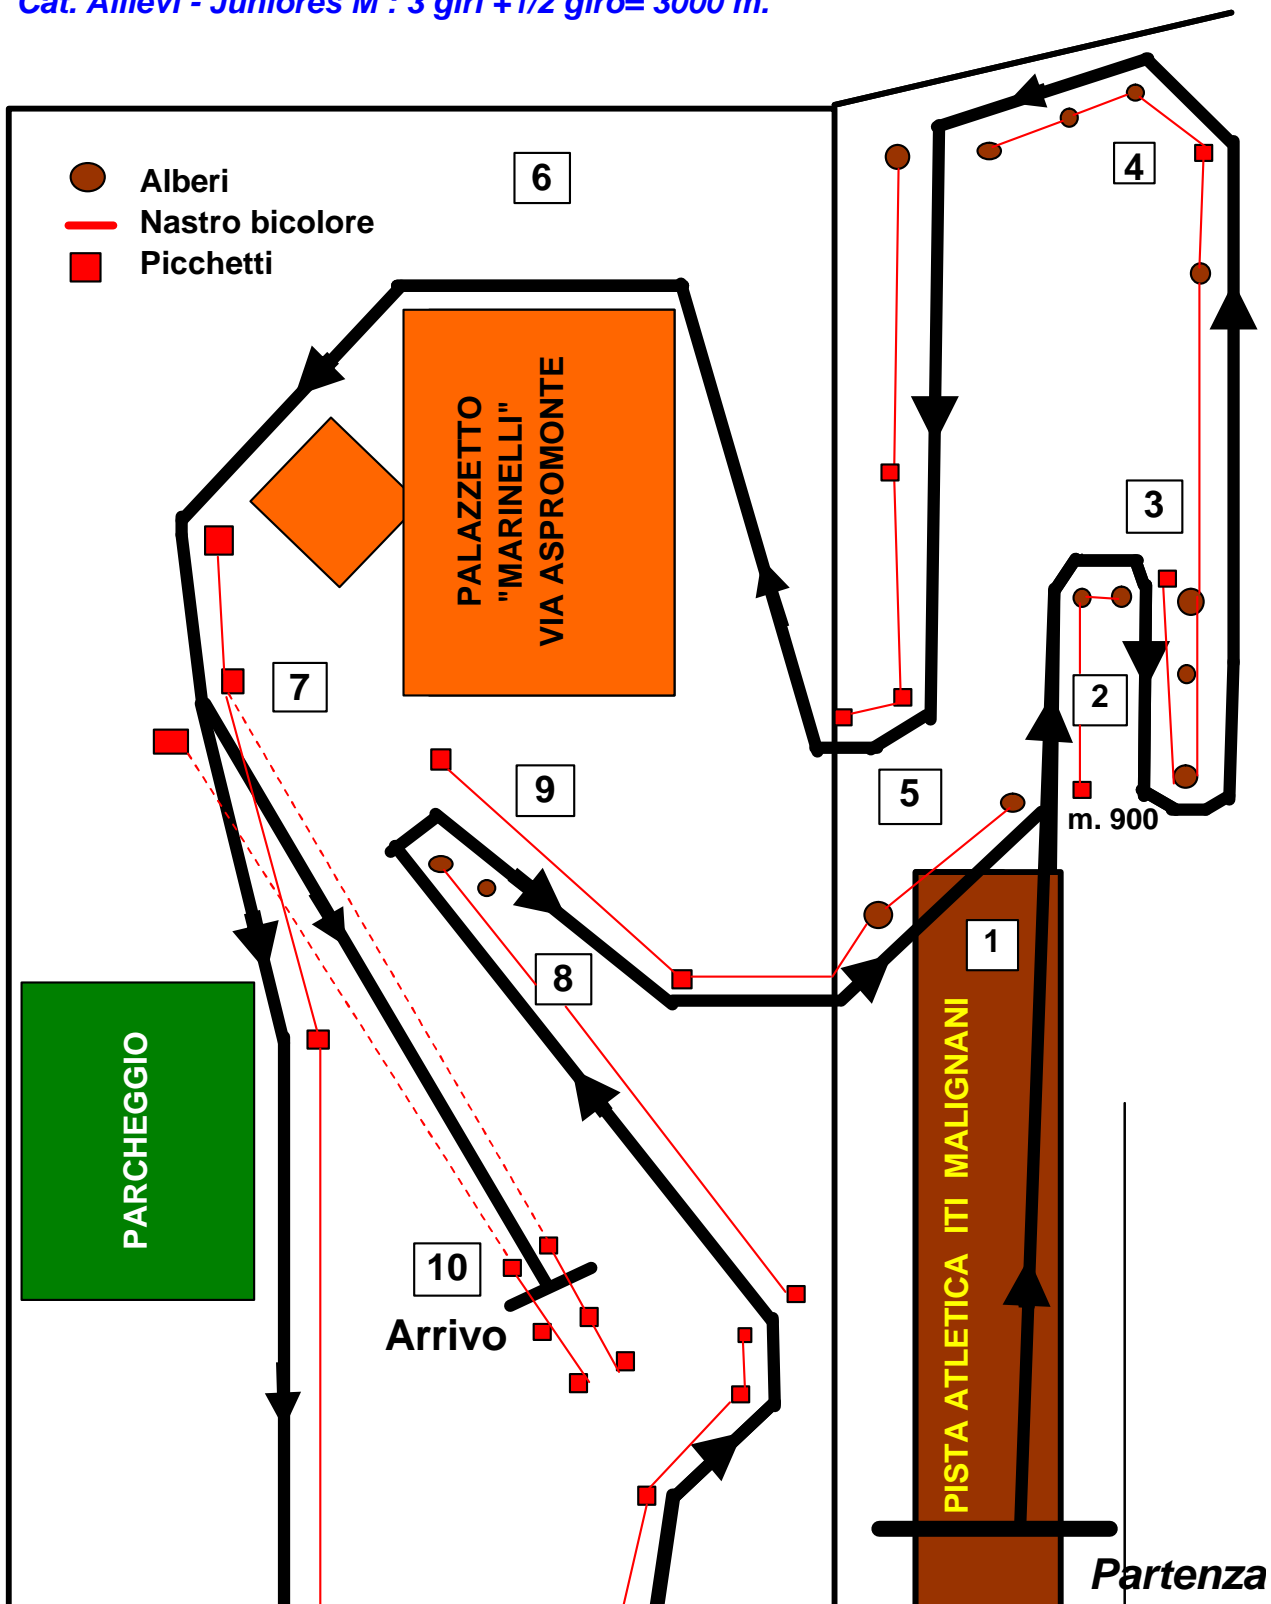 Cat. Allievi - Juniores M : 3 giri +1/2 giro= 3000 m.
Alberi
Nastro bicolore
Picchetti
6
4
PALAZZETTO
"MARINELLI"
VIA ASPROMONTE
3
7
2
9
5
m. 900
1
8
PARCHEGGIO
PISTA ATLETICA ITI MALIGNANI
10
Arrivo
Partenza